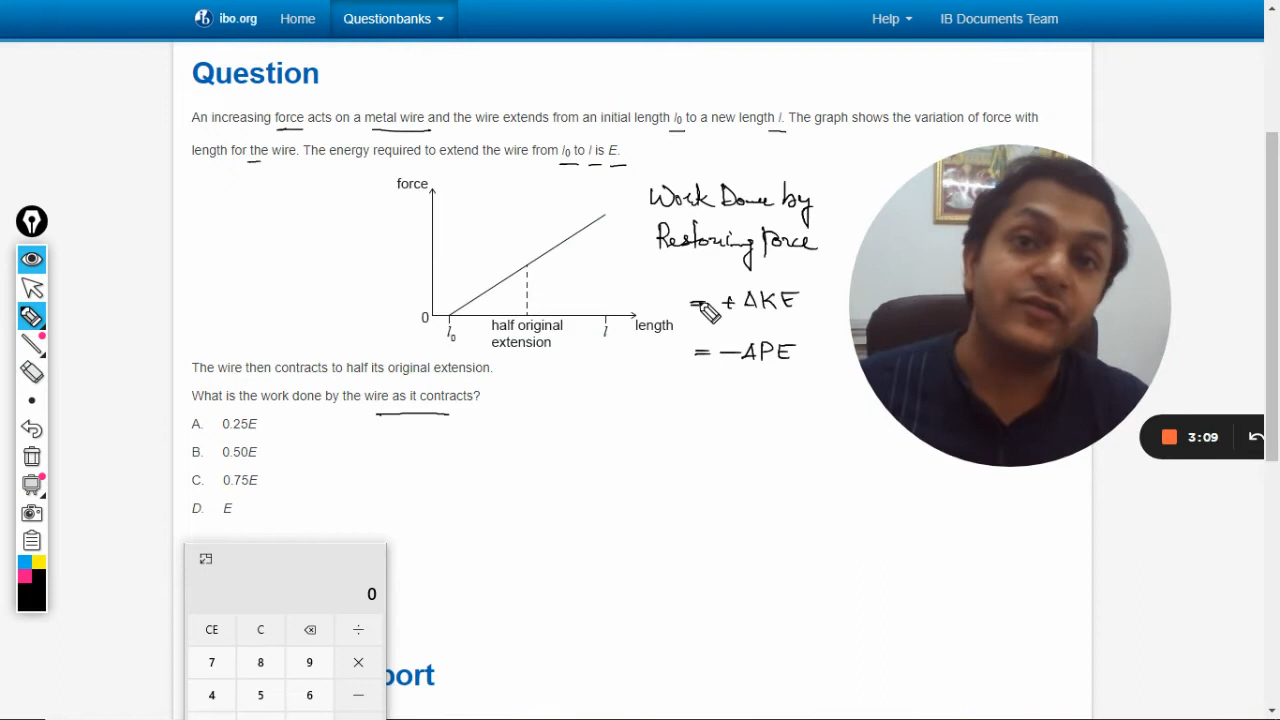 ibo.org Home Questionbanks Help IB Documents Team
Question
An increasing force acts on a metal wire and the wire extends from an initial length l0 to a new length l. The graph shows the variation of force with
length for the wire. The energy required to extend the wire from l0 to l is E.
force
0
l0
half original
extension
l
length
Work Done by
Restoring force
= + ΔKE
= −ΔPE
The wire then contracts to half its original extension.
What is the work done by the wire as it contracts?
A. 0.25E
B. 0.50E
C. 0.75E
D. E
3:09
0
CE C ÷
7 8 9 ×
4 5 6 −
port